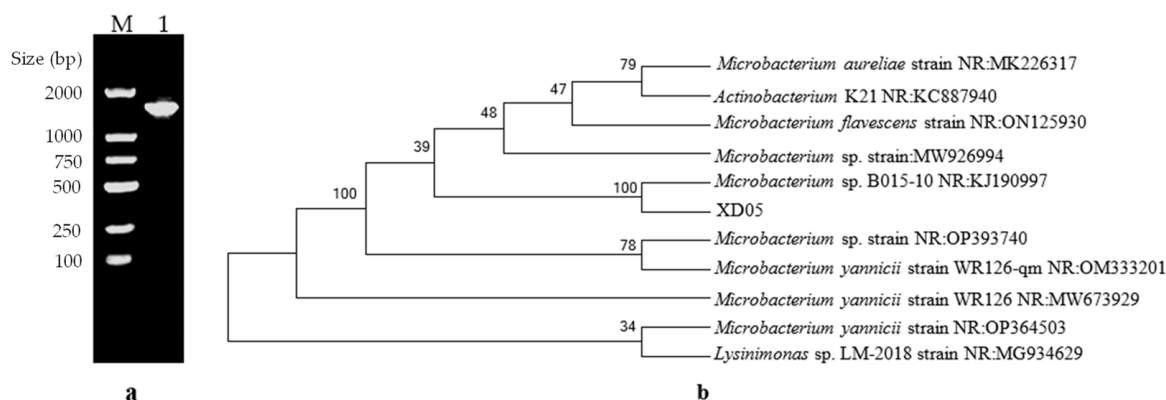 M 1
Size (bp)
2000
1000
750
500
250
100
a
79
47
48
39
100
100
78
34
Microbacterium aureliae strain NR:MK226317
Actinobacterium K21 NR:KC887940
Microbacterium flavescens strain NR:ON125930
Microbacterium sp. strain:MW926994
Microbacterium sp. B015-10 NR:KJ190997
XD05
Microbacterium sp. strain NR:OP393740
Microbacterium yannicii strain WR126-qm NR:OM333201
Microbacterium yannicii strain WR126 NR:MW673929
Microbacterium yannicii strain NR:OP364503
Lysinimonas sp. LM-2018 strain NR:MG934629
b